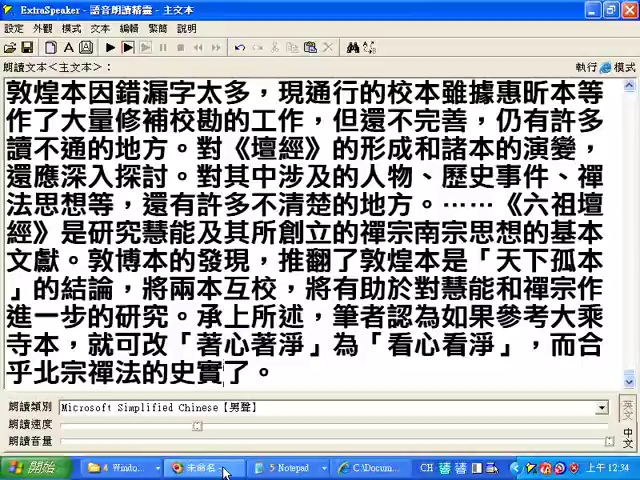 ExtraSpeaker - 語音朗讀精靈 - 主文本
設定 外觀 模式 文本 編輯 繁簡 說明
朗讀文本<主文本>：
執行 模式
敦煌本因錯漏字太多，現通行的校本雖據惠昕本等
作了大量修補校勘的工作，但還不完善，仍有許多
讀不通的地方。對《壇經》的形成和諸本的演變，
還應深入探討。對其中涉及的人物、歷史事件、禪
法思想等，還有許多不清楚的地方。……《六祖壇
經》是研究慧能及其所創立的禪宗南宗思想的基本
文獻。敦博本的發現，推翻了敦煌本是「天下孤本
」的結論，將兩本互校，將有助於對慧能和禪宗作
進一步的研究。承上所述，筆者認為如果參考大乘
寺本，就可改「著心著淨」為「看心看淨」，而合
乎北宗禪法的史實了。
朗讀類別 Microsoft Simplified Chinese【男聲】
朗讀速度
朗讀音量
英文
中文
開始 4 Windo... 未命名 - 5 Notepad C:\Docum... CH 上午 12:34